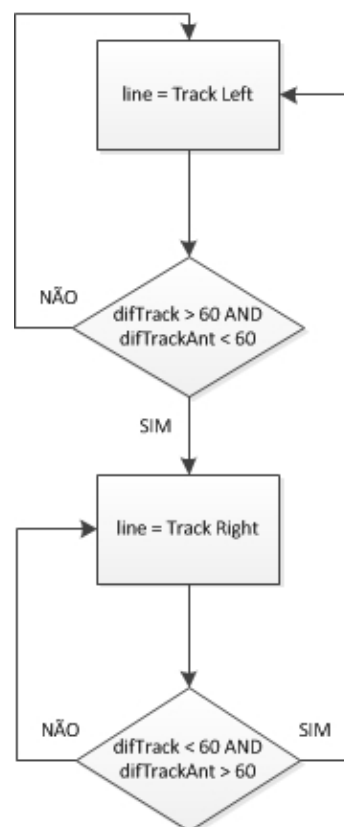 line = Track Left
NÃO
difTrack > 60 AND
difTrackAnt < 60
SIM
line = Track Right
NÃO
difTrack < 60 AND
difTrackAnt > 60
SIM